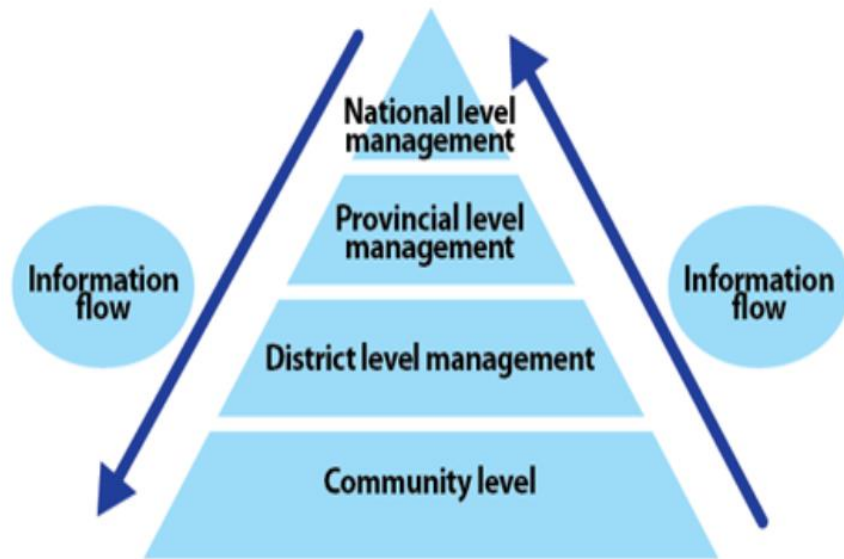 National level
management
Provincial level
management
Information
flow
Information
flow
District level management
Community level